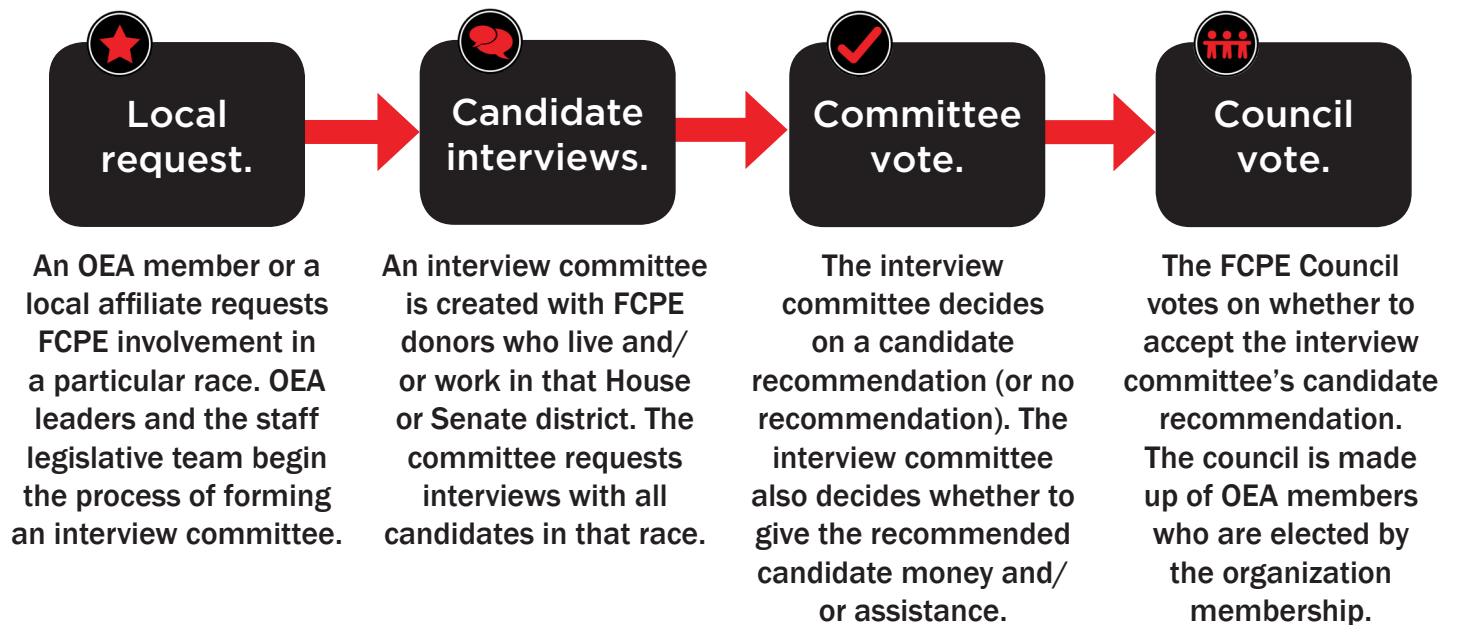 Local
request.
An OEA member or a
local affiliate requests
FCPE involvement in
a particular race. OEA
leaders and the staff
legislative team begin
the process of forming
an interview committee.
Candidate
interviews.
An interview committee
is created with FCPE
donors who live and/
or work in that House
or Senate district. The
committee requests
interviews with all
candidates in that race.
Committee
vote.
The interview
committee decides
on a candidate
recommendation (or no
recommendation). The
interview committee
also decides whether to
give the recommended
candidate money and/
or assistance.
Council
vote.
The FCPE Council
votes on whether to
accept the interview
committee’s candidate
recommendation.
The council is made
up of OEA members
who are elected by
the organization
membership.